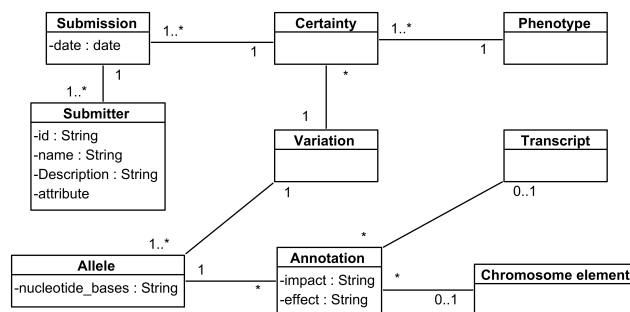 Submission
-date : date
1..*
1
Certainty
1..*
1
Phenotype
1
1..*
*
1
Submitter
-id : String
-name : String
-Description : String
-attribute
Variation
1
Transcript
0..1
1..*
*
Allele
-nucleotide_bases : String
1
*
Annotation
-impact : String
-effect : String
*
0..1
Chromosome element